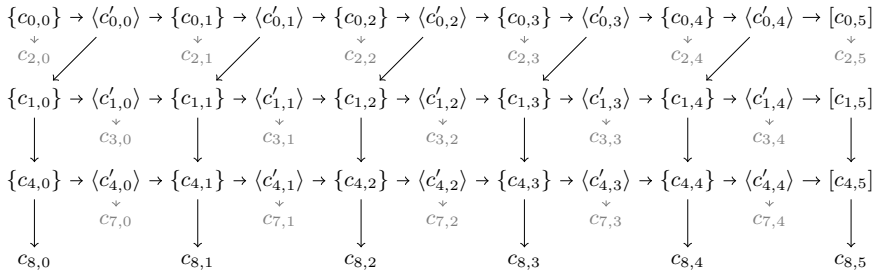 {c0,0} → ⟨c′0,0⟩ → {c0,1} → ⟨c′0,1⟩ → {c0,2} → ⟨c′0,2⟩ → {c0,3} → ⟨c′0,3⟩ → {c0,4} → ⟨c′0,4⟩ → [c0,5]
c2,0 c2,1 c2,2 c2,3 c2,4 c2,5
{c1,0} → ⟨c′1,0⟩ → {c1,1} → ⟨c′1,1⟩ → {c1,2} → ⟨c′1,2⟩ → {c1,3} → ⟨c′1,3⟩ → {c1,4} → ⟨c′1,4⟩ → [c1,5]
c3,0 c3,1 c3,2 c3,3 c3,4
{c4,0} → ⟨c′4,0⟩ → {c4,1} → ⟨c′4,1⟩ → {c4,2} → ⟨c′4,2⟩ → {c4,3} → ⟨c′4,3⟩ → {c4,4} → ⟨c′4,4⟩ → [c4,5]
c7,0 c7,1 c7,2 c7,3 c7,4
c8,0 c8,1 c8,2 c8,3 c8,4 c8,5